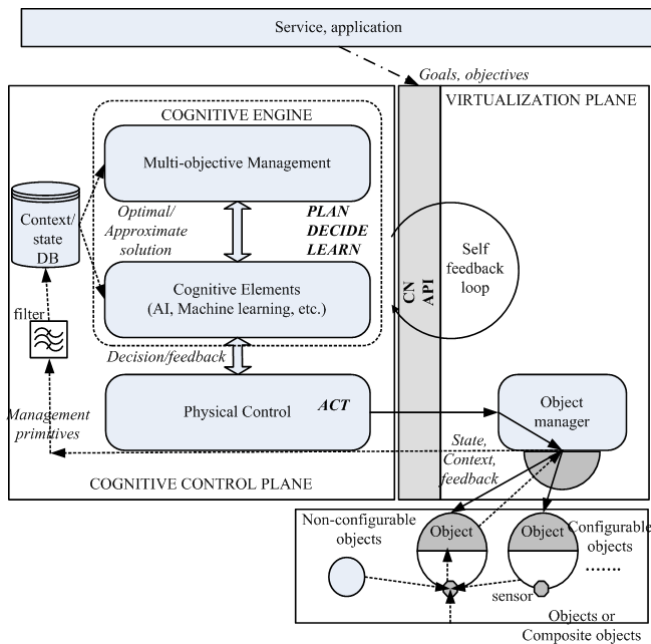 Service, application
Goals, objectives
VIRTUALIZATION PLANE
COGNITIVE ENGINE
Multi-objective Management
Context/
state
DB
Optimal/
Approximate
solution
PLAN
DECIDE
LEARN
Cognitive Elements
(AI, Machine learning, etc.)
CN
API
Self
feedback
loop
filter
Decision/feedback
Physical Control
ACT
Object
manager
Management
primitives
State,
Context,
feedback
COGNITIVE CONTROL PLANE
Non-configurable
objects
Object
Object
Configurable
objects
.......
sensor
Objects or
Composite objects